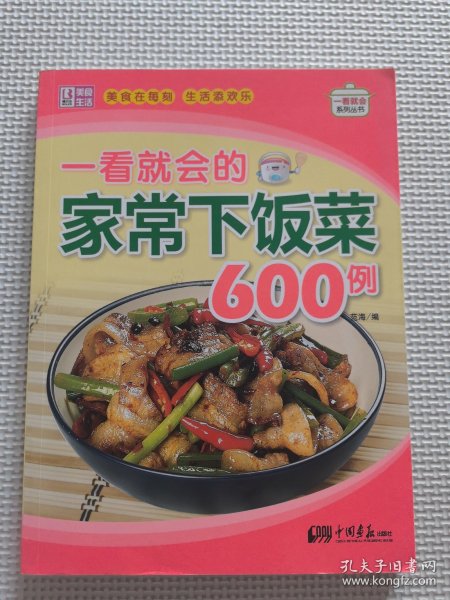 美食
生活
美食在每刻 生活添欢乐
一看就会
系列丛书
一看就会的
家常下饭菜
600例
范海/编
中国画报出版社
孔夫子旧书网
www.kongfz.com